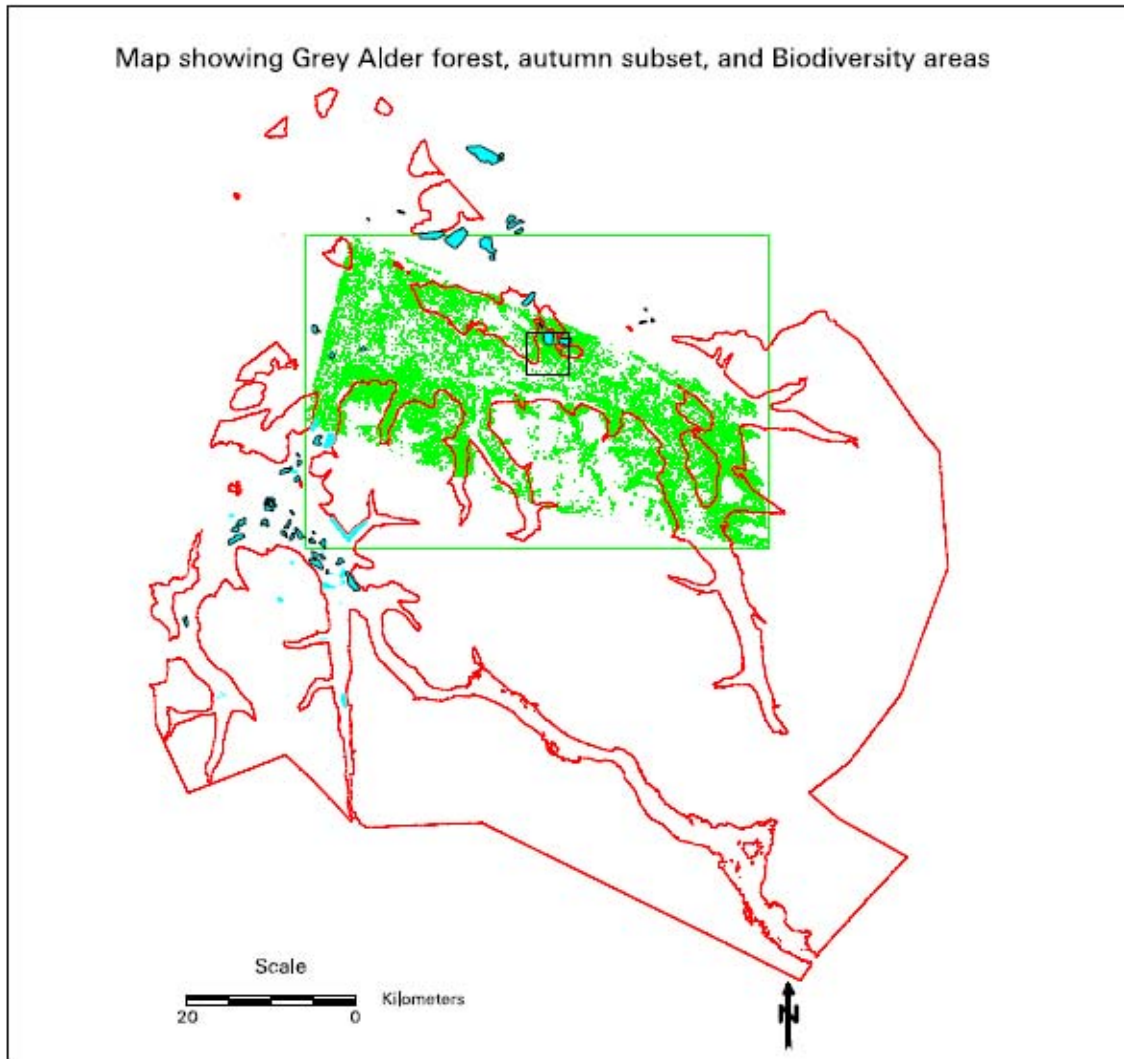 Map showing Grey Alder forest, autumn subset, and Biodiversity areas
Scale
Kilometers
20 0
N